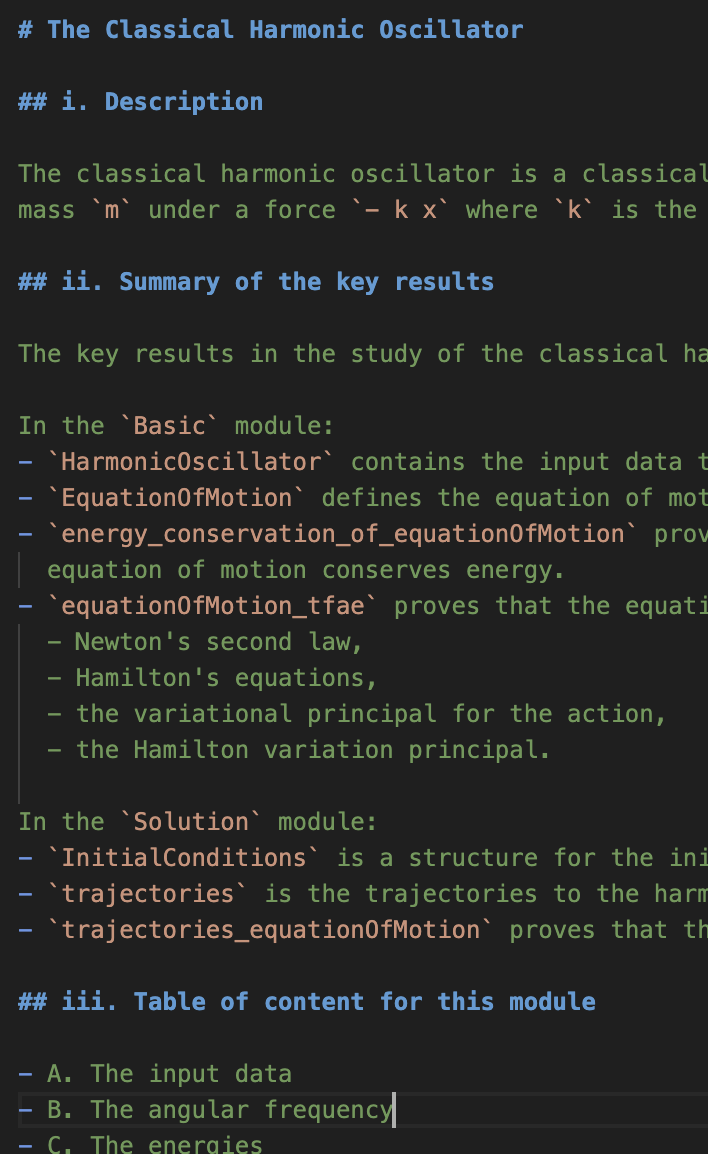 # The Classical Harmonic Oscillator
## i. Description
The classical harmonic oscillator is a classical
mass `m` under a force `- k x` where `k` is the
## ii. Summary of the key results
The key results in the study of the classical ha
In the `Basic` module:
- `HarmonicOscillator` contains the input data t
- `EquationOfMotion` defines the equation of mot
- `energy_conservation_of_equationOfMotion` prov
equation of motion conserves energy.
- `equationOfMotion_tfae` proves that the equati
- Newton's second law,
- Hamilton's equations,
- the variational principal for the action,
- the Hamilton variation principal.
In the `Solution` module:
- `InitialConditions` is a structure for the ini
- `trajectories` is the trajectories to the harm
- `trajectories_equationOfMotion` proves that th
## iii. Table of content for this module
- A. The input data
- B. The angular frequency
- C. The energies